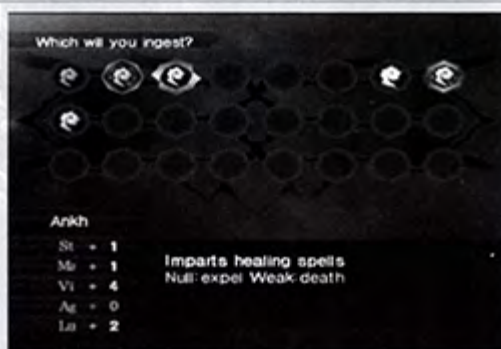 Which will you ingest?
Ankh
St + 1
Ma + 1
Vi + 4
Ag + 0
Lu + 2
Imparts healing spells
Null: expel Weak: death